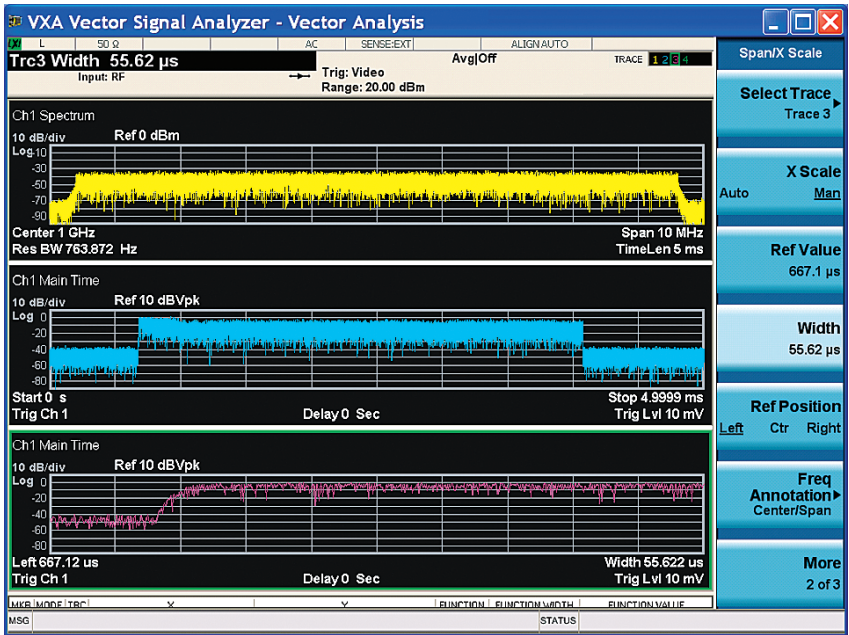 VXA Vector Signal Analyzer - Vector Analysis
LXI L 50 Ω AC SENSE:EXT ALIGN AUTO
Trc3 Width 55.62 µs
Input: RF
Trig: Video
Range: 20.00 dBm
Avg|Off
TRACE 1 2 3 4
Ch1 Spectrum
10 dB/div Ref 0 dBm
Log
-10
-30
-50
-70
-90
Center 1 GHz Span 10 MHz
Res BW 763.872 Hz TimeLen 5 ms
Ch1 Main Time
10 dB/div Ref 10 dBVpk
Log
0
-20
-40
-60
-80
Start 0 s Stop 4.9999 ms
Trig Ch 1 Delay 0 Sec Trig Lvl 10 mV
Ch1 Main Time
10 dB/div Ref 10 dBVpk
Log
0
-20
-40
-60
-80
Left 667.12 us Width 55.622 us
Trig Ch 1 Delay 0 Sec Trig Lvl 10 mV
MKR MODE TRC X Y FUNCTION FUNCTION WIDTH FUNCTION VALUE
MSG STATUS
Span/X Scale
Select Trace
Trace 3
X Scale
Auto Man
Ref Value
667.1 µs
Width
55.62 µs
Ref Position
Left Ctr Right
Freq
Annotation
Center/Span
More
2 of 3